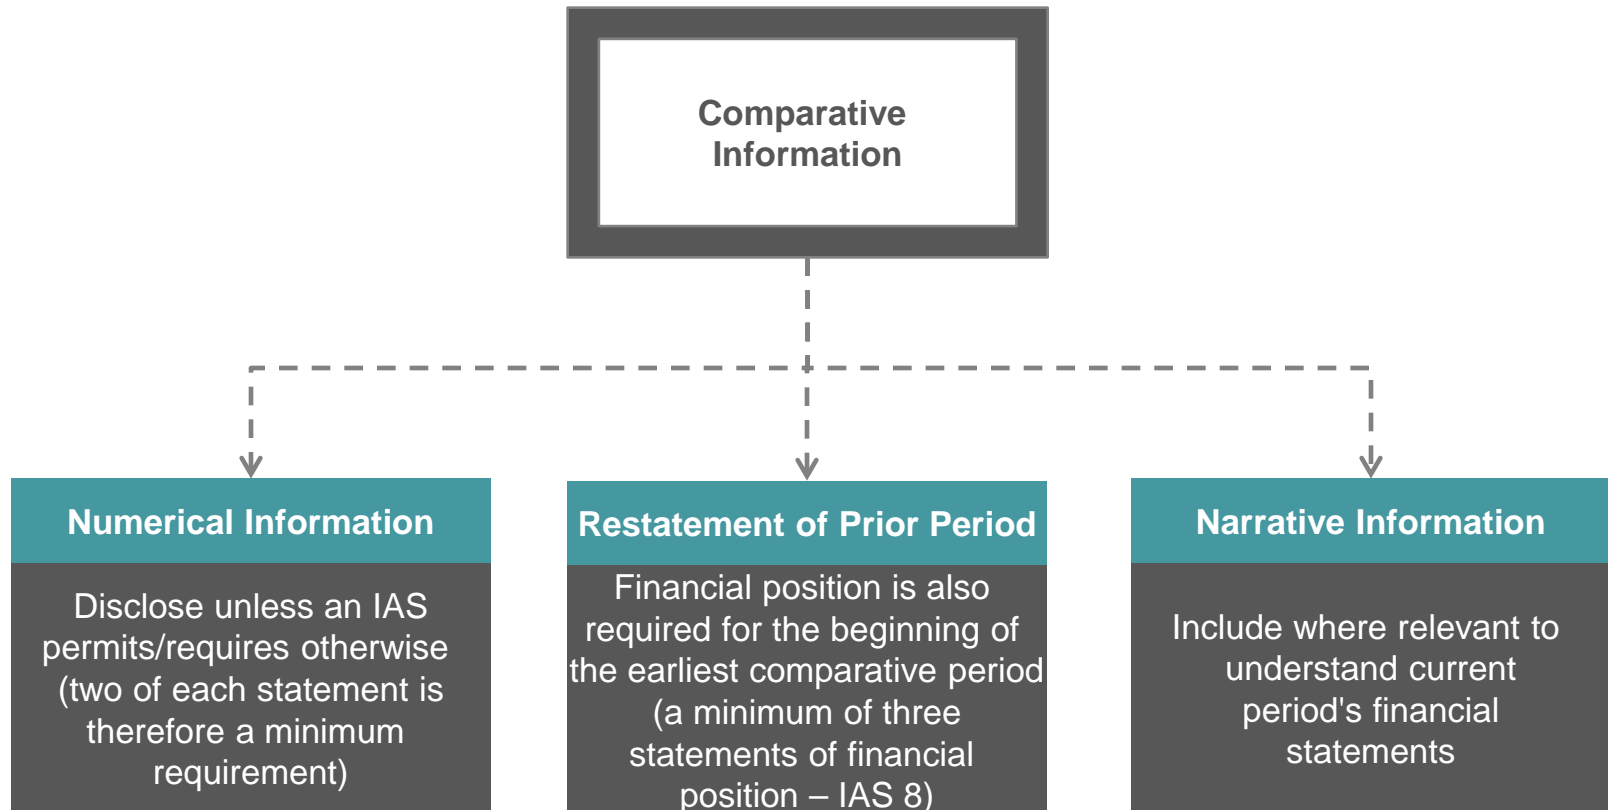 Comparative
Information
Numerical Information
Disclose unless an IAS
permits/requires otherwise
(two of each statement is
therefore a minimum
requirement)
Restatement of Prior Period
Financial position is also
required for the beginning of
the earliest comparative period
(a minimum of three
statements of financial
position – IAS 8)
Narrative Information
Include where relevant to
understand current
period's financial
statements